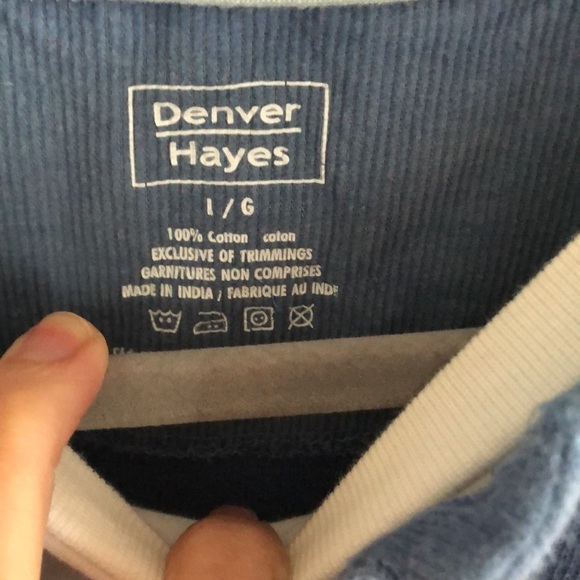 Denver
Hayes
L / G
100% Cotton coton
EXCLUSIVE OF TRIMMINGS
GARNITURES NON COMPRISES
MADE IN INDIA / FABRIQUE AU INDE